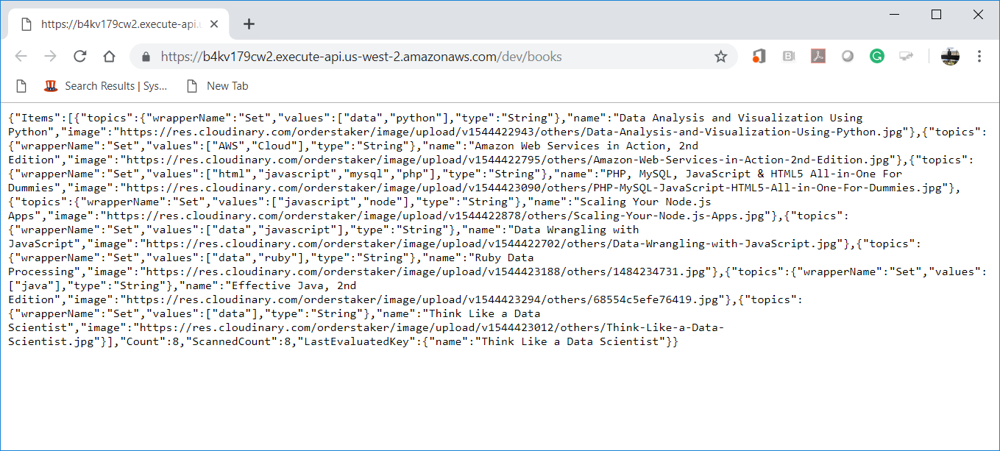 https://b4kv179cw2.execute-api.u
https://b4kv179cw2.execute-api.us-west-2.amazonaws.com/dev/books
Search Results | Sys... New Tab
{"Items":[{"topics":{"wrapperName":"Set","values":["data","python"],"type":"String"},"name":"Data Analysis and Visualization Using
Python","image":"https://res.cloudinary.com/orderstaker/image/upload/v1544422943/others/Data-Analysis-and-Visualization-Using-Python.jpg"},{"topics":
{"wrapperName":"Set","values":["AWS","Cloud"],"type":"String"},"name":"Amazon Web Services in Action, 2nd
Edition","image":"https://res.cloudinary.com/orderstaker/image/upload/v1544422795/others/Amazon-Web-Services-in-Action-2nd-Edition.jpg"},{"topics":
{"wrapperName":"Set","values":["html","javascript","mysql","php"],"type":"String"},"name":"PHP, MySQL, JavaScript & HTML5 All-in-One For
Dummies","image":"https://res.cloudinary.com/orderstaker/image/upload/v1544423090/others/PHP-MySQL-JavaScript-HTML5-All-in-One-For-Dummies.jpg"},
{"topics":{"wrapperName":"Set","values":["javascript","node"],"type":"String"},"name":"Scaling Your Node.js
Apps","image":"https://res.cloudinary.com/orderstaker/image/upload/v1544422878/others/Scaling-Your-Node.js-Apps.jpg"},{"topics":
{"wrapperName":"Set","values":["data","javascript"],"type":"String"},"name":"Data Wrangling with
JavaScript","image":"https://res.cloudinary.com/orderstaker/image/upload/v1544422702/others/Data-Wrangling-with-JavaScript.jpg"},{"topics":
{"wrapperName":"Set","values":["data","ruby"],"type":"String"},"name":"Ruby Data
Processing","image":"https://res.cloudinary.com/orderstaker/image/upload/v1544423188/others/1484234731.jpg"},{"topics":{"wrapperName":"Set","values":
["java"],"type":"String"},"name":"Effective Java, 2nd
Edition","image":"https://res.cloudinary.com/orderstaker/image/upload/v1544423294/others/68554c5efe76419.jpg"},{"topics":
{"wrapperName":"Set","values":["data"],"type":"String"},"name":"Think Like a Data
Scientist","image":"https://res.cloudinary.com/orderstaker/image/upload/v1544423012/others/Think-Like-a-Data-
Scientist.jpg"}],"Count":8,"ScannedCount":8,"LastEvaluatedKey":{"name":"Think Like a Data Scientist"}}